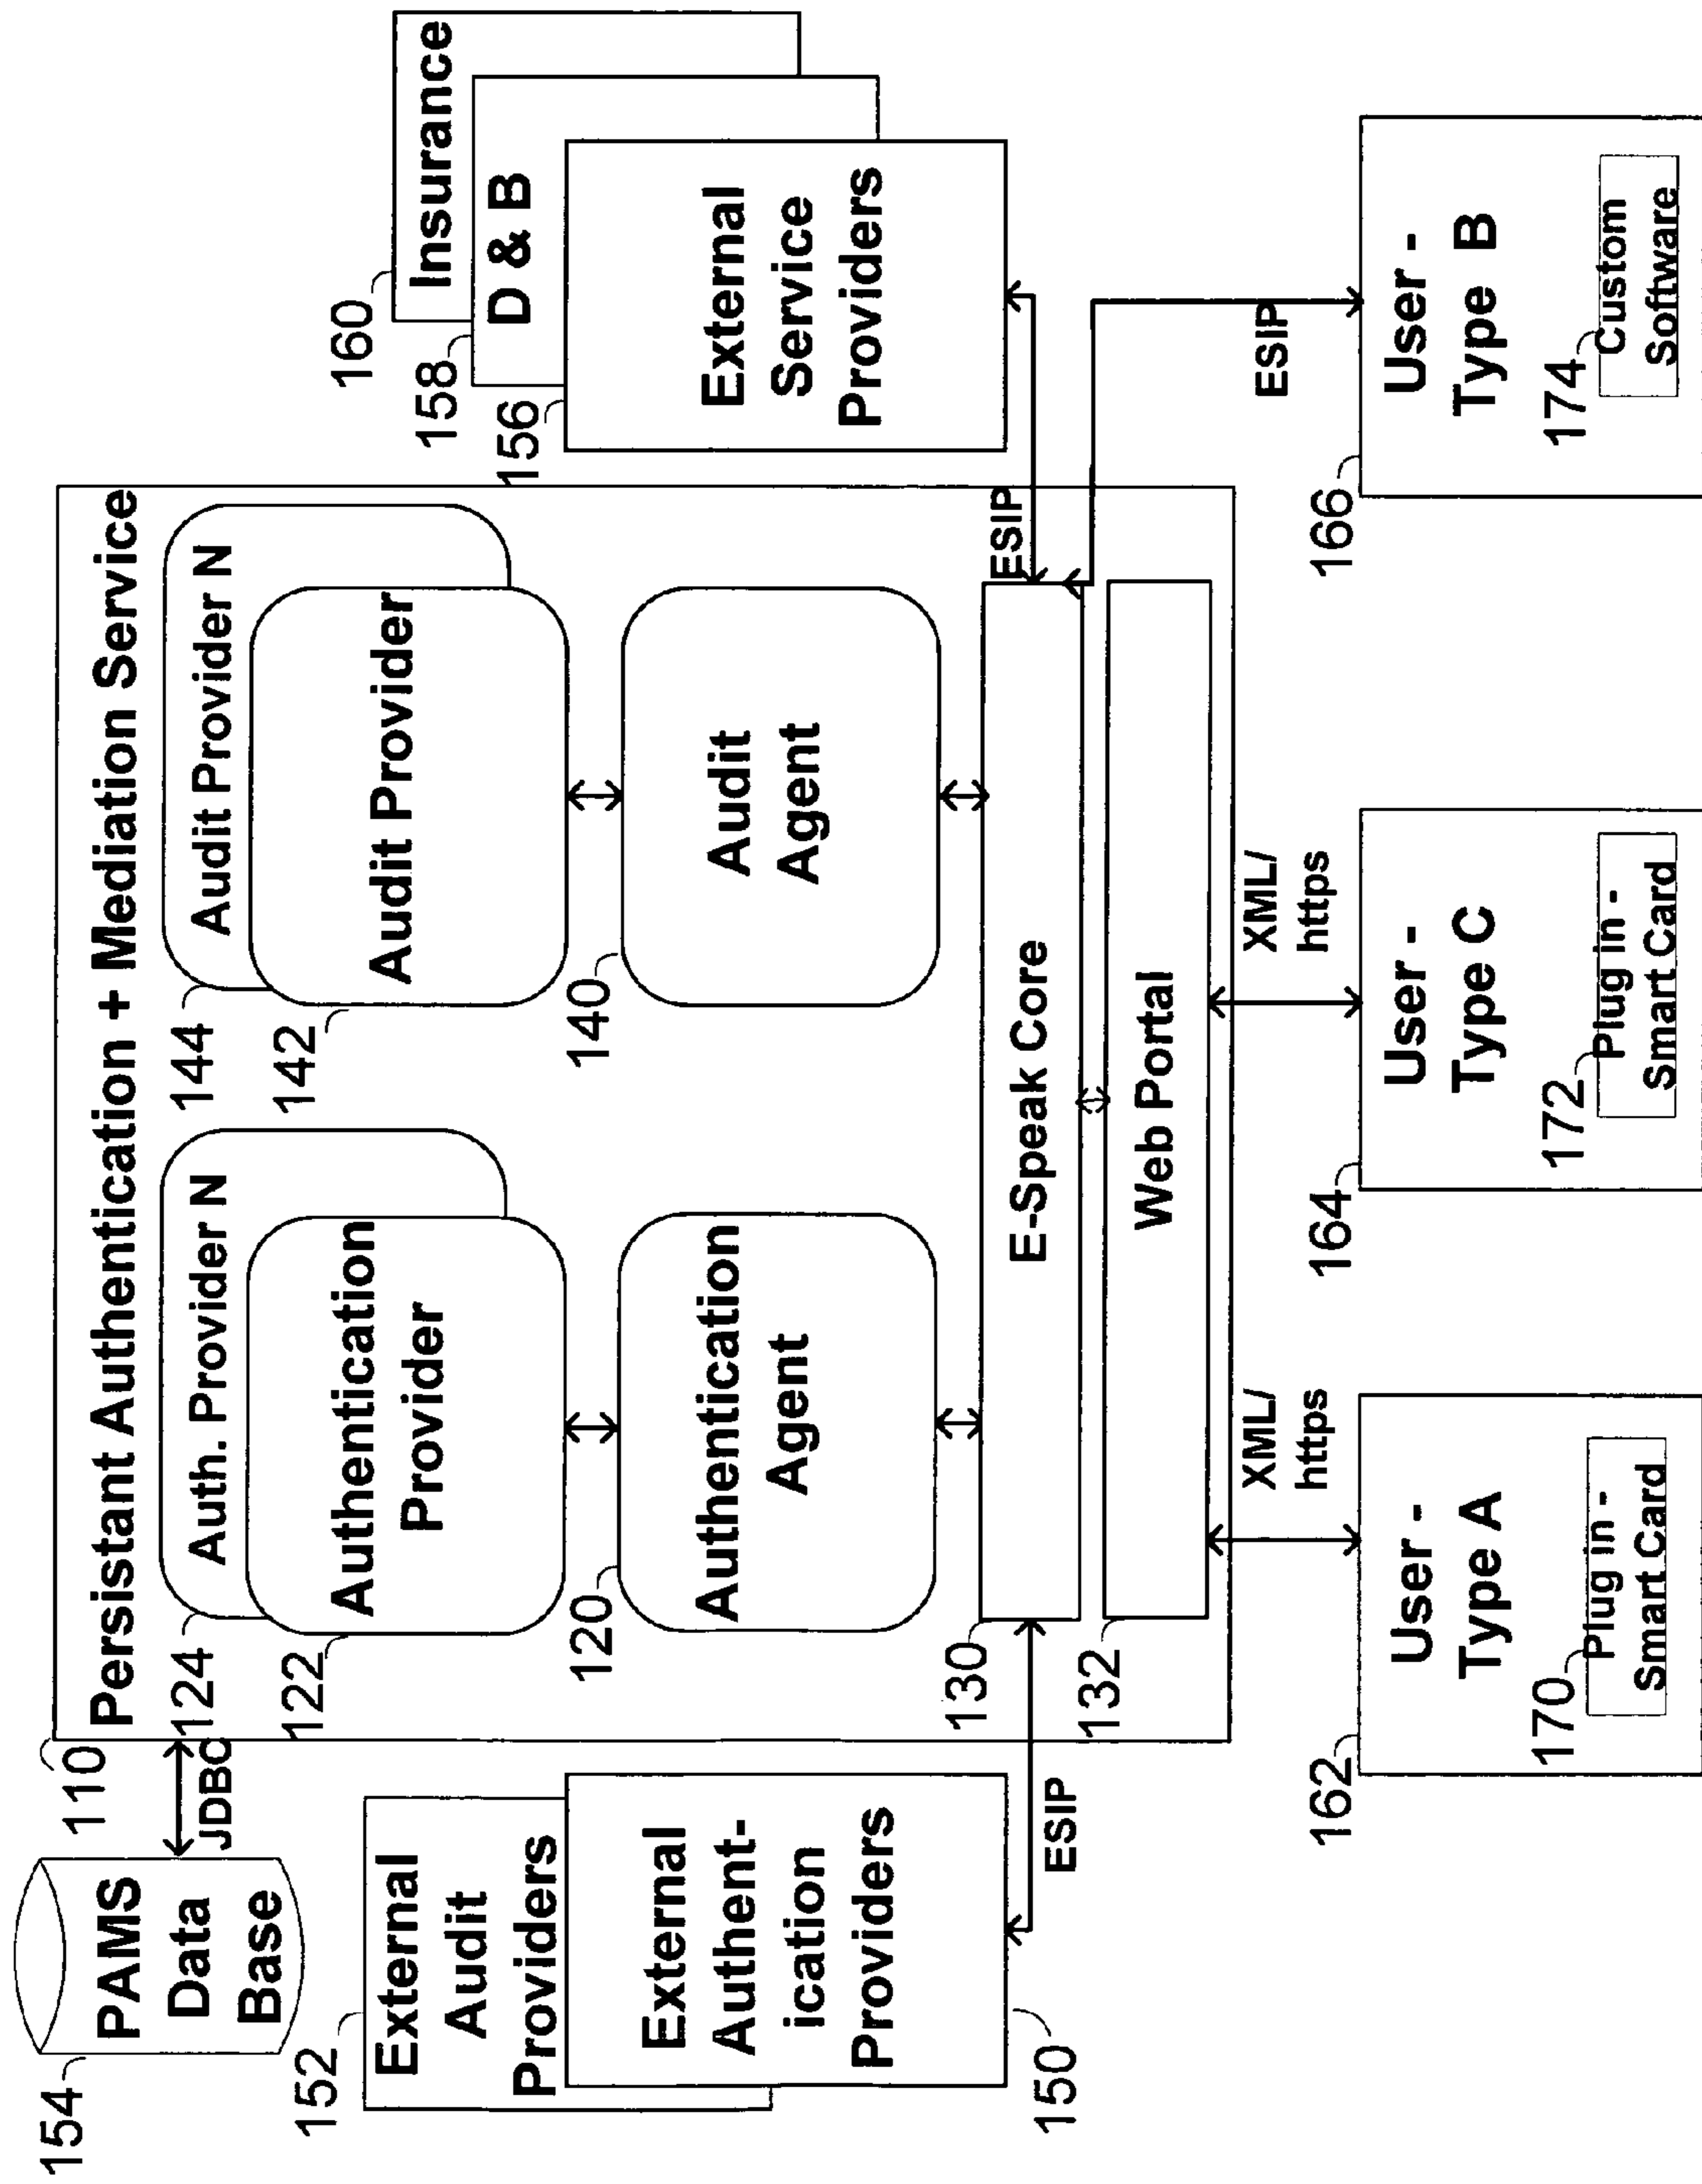 154
PAMS
Data
Base
110
JDBC
Persistant Authentication + Mediation Service
124
Auth. Provider N
122
Authentication
Provider
144
Audit Provider N
142
Audit Provider
120
Authentication
Agent
140
Audit
Agent
130
E-Speak Core
132
Web Portal
152
External
Audit
Providers
External
Authent-
ication
Providers
150
ESIP
160
Insurance
158
D & B
156
External
Service
Providers
ESIP
ESIP
XML/
https
XML/
https
162
User -
Type A
170
Plug in -
Smart Card
164
User -
Type C
172
Plug in -
Smart Card
166
User -
Type B
174
Custom
Software